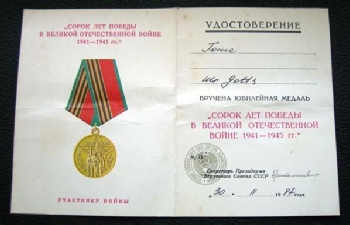 „СОРОК ЛЕТ ПОБЕДЫ
В ВЕЛИКОЙ ОТЕЧЕСТВЕННОЙ ВОЙНЕ
1941—1945 гг."
УЧАСТНИКУ ВОЙНЫ
УДОСТОВЕРЕНИЕ
ВРУЧЕНА ЮБИЛЕЙНАЯ МЕДАЛЬ
„СОРОК ЛЕТ ПОБЕДЫ
В ВЕЛИКОЙ ОТЕЧЕСТВЕННОЙ
ВОЙНЕ 1941—1945 гг."
Секретарь Президиума
Верховного Совета СССР
"30"